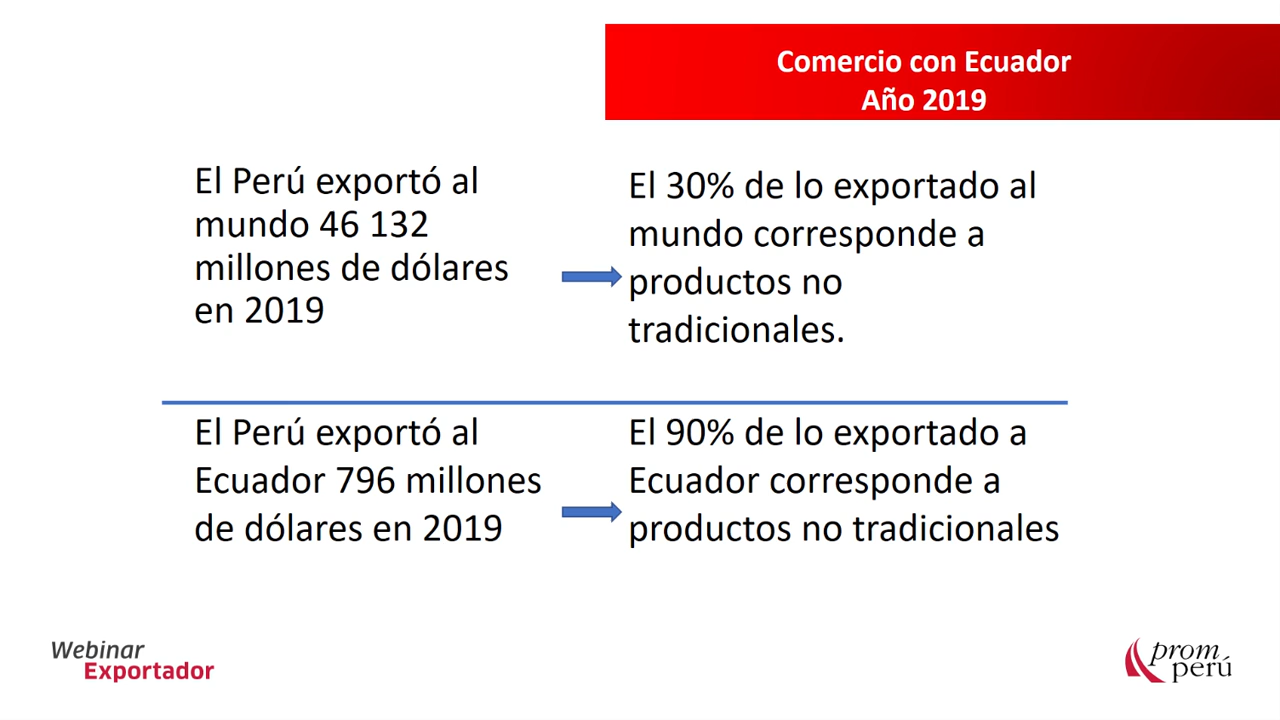 Comercio con Ecuador
Año 2019
El Perú exportó al
mundo 46 132
millones de dólares
en 2019
El 30% de lo exportado al
mundo corresponde a
productos no
tradicionales.
El Perú exportó al
Ecuador 796 millones
de dólares en 2019
El 90% de lo exportado a
Ecuador corresponde a
productos no tradicionales
Webinar
Exportador
prom
perú